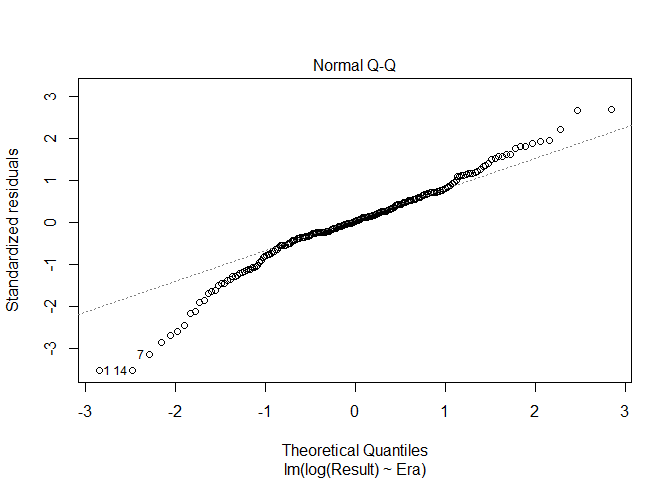 Normal Q-Q
Standardized residuals
3
2
1
0
-1
-2
-3
7
1 14
-3 -2 -1 0 1 2 3
Theoretical Quantiles
lm(log(Result) ~ Era)